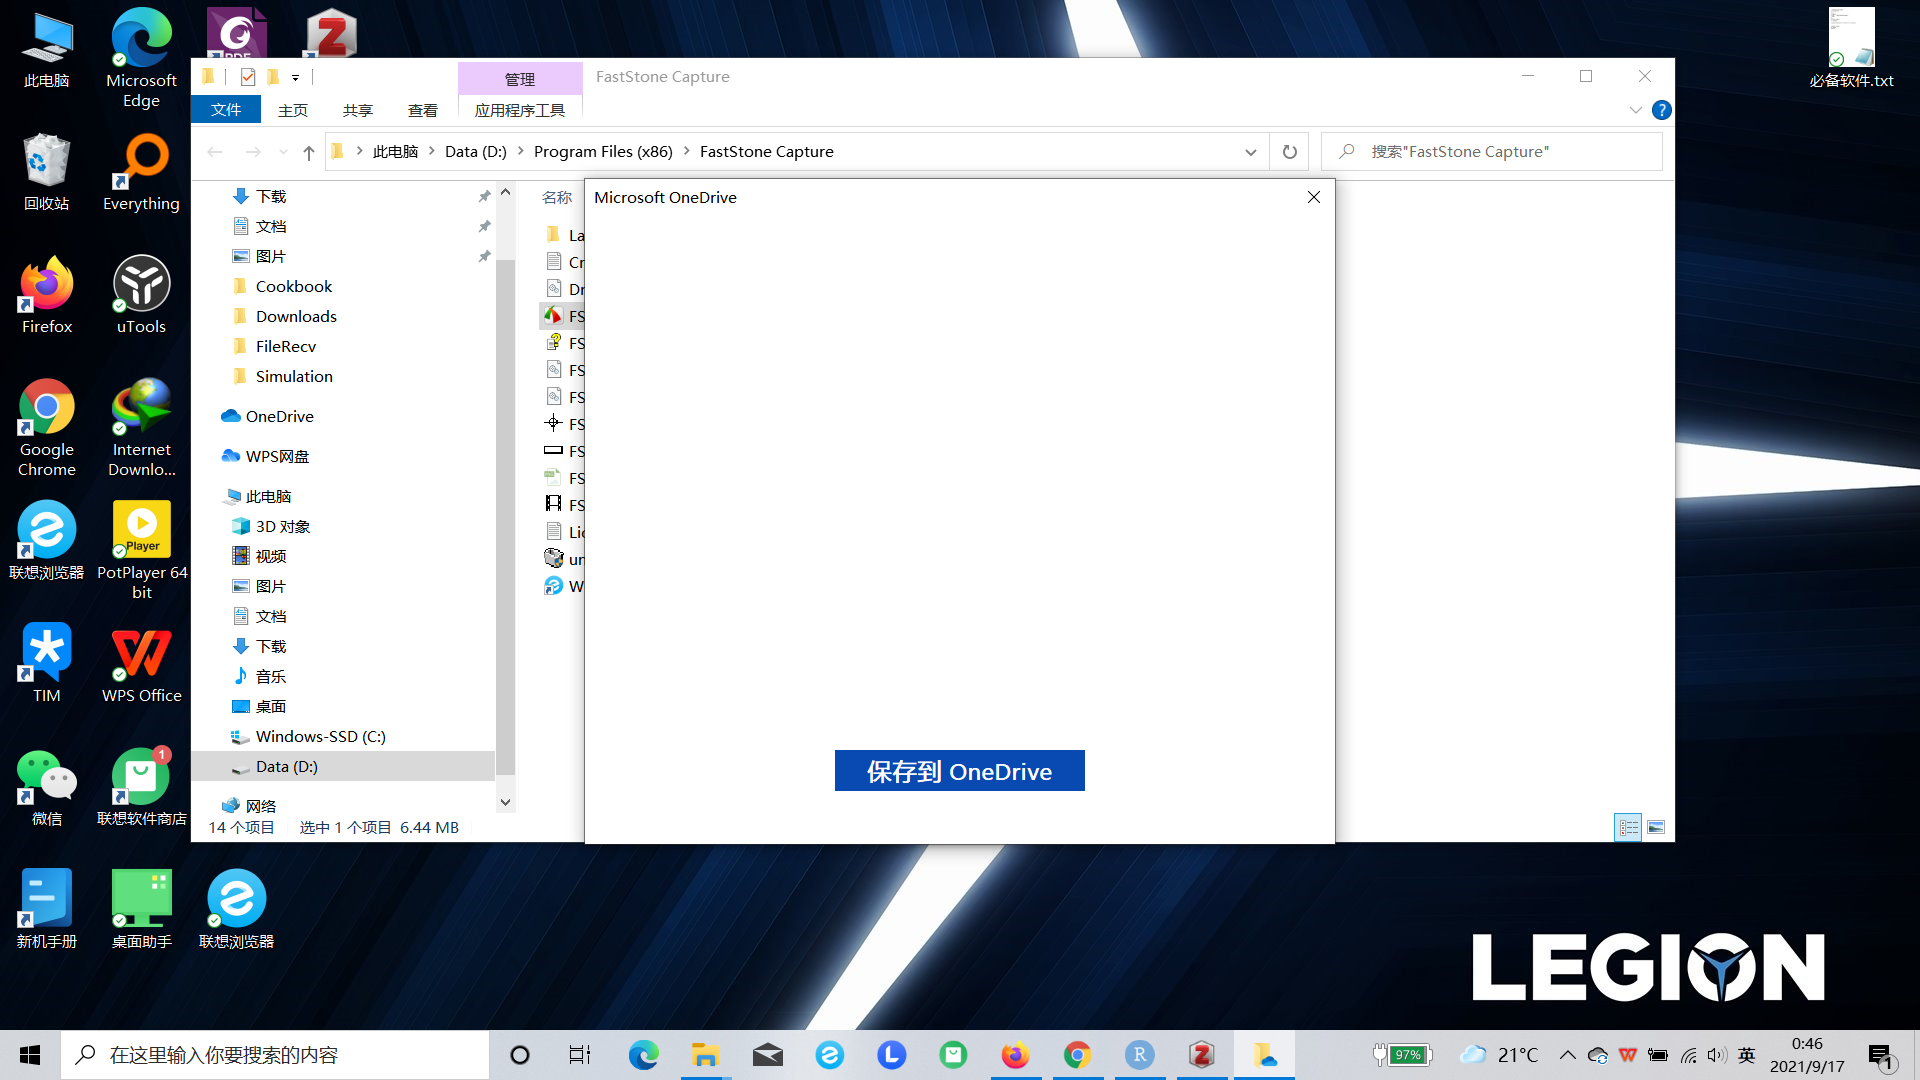 此电脑
Microsoft Edge
PDF
回收站
Everything
Firefox
uTools
Google Chrome
Internet Downlo...
联想浏览器
PotPlayer 64 bit
Player
TIM
WPS Office
微信
联想软件商店
1
新机手册
桌面助手
联想浏览器
必备软件.txt
管理
FastStone Capture
文件
主页
共享
查看
应用程序工具
此电脑
Data (D:)
Program Files (x86)
FastStone Capture
搜索"FastStone Capture"
下载
文档
图片
Cookbook
Downloads
FileRecv
Simulation
OneDrive
WPS网盘
此电脑
3D 对象
视频
图片
文档
下载
音乐
桌面
Windows-SSD (C:)
Data (D:)
网络
14 个项目
选中 1 个项目 6.44 MB
名称
La
Cr
Dr
FS
FS
FS
FS
FS
FS
FS
FS
Lic
un
W
Microsoft OneDrive
保存到 OneDrive
LEGION
在这里输入你要搜索的内容
97%
21°C
英
0:46
2021/9/17
1